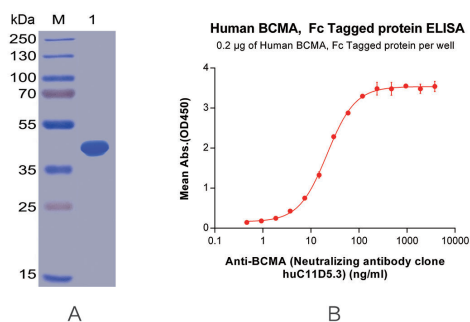 kDa M 1
250
130
100
70
55
35
25
15
A
Human BCMA, Fc Tagged protein ELISA
0.2 μg of Human BCMA, Fc Tagged protein per well
Mean Abs.(OD450)
4
3
2
1
0
0.1 1 10 100 1000 10000
Anti-BCMA (Neutralizing antibody clone
huC11D5.3) (ng/ml)
B